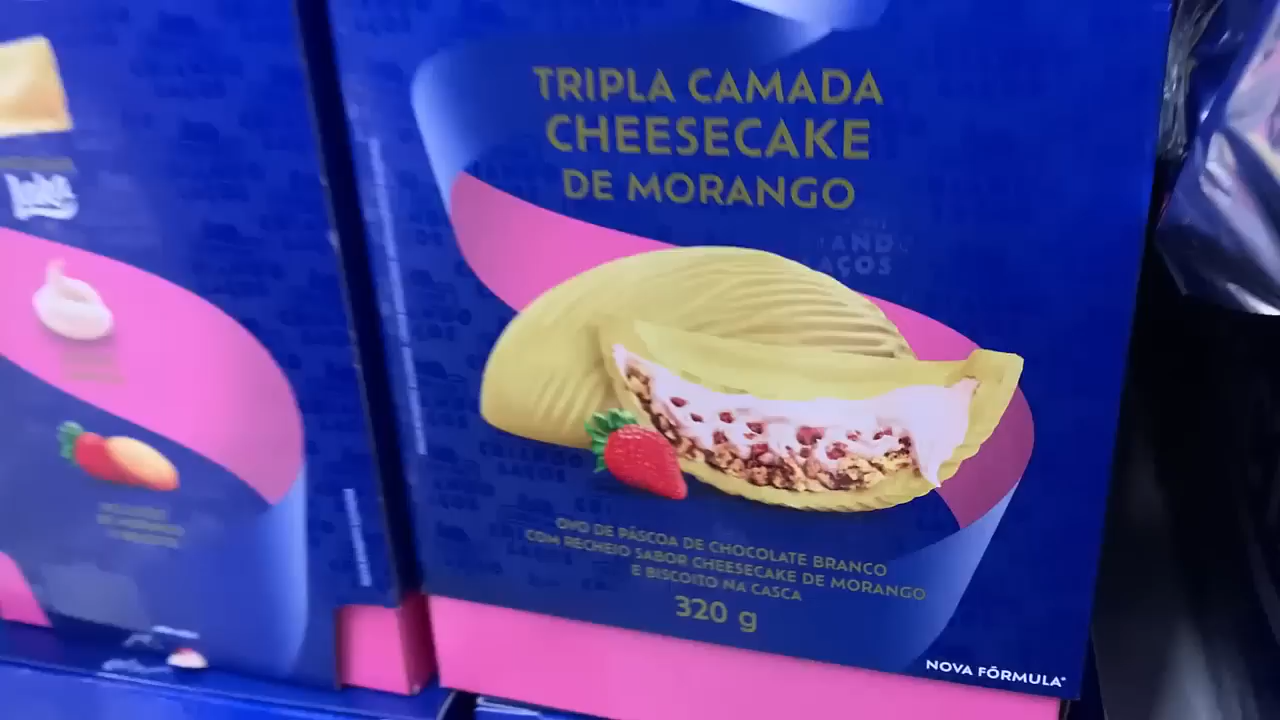 TRIPLA CAMADA
CHEESECAKE
DE MORANGO
OVO DE PÁSCOA DE CHOCOLATE BRANCO
COM RECHEIO SABOR CHEESECAKE DE MORANGO
E BISCOITO NA CASCA
320 g
NOVA FÓRMULA*
Laka